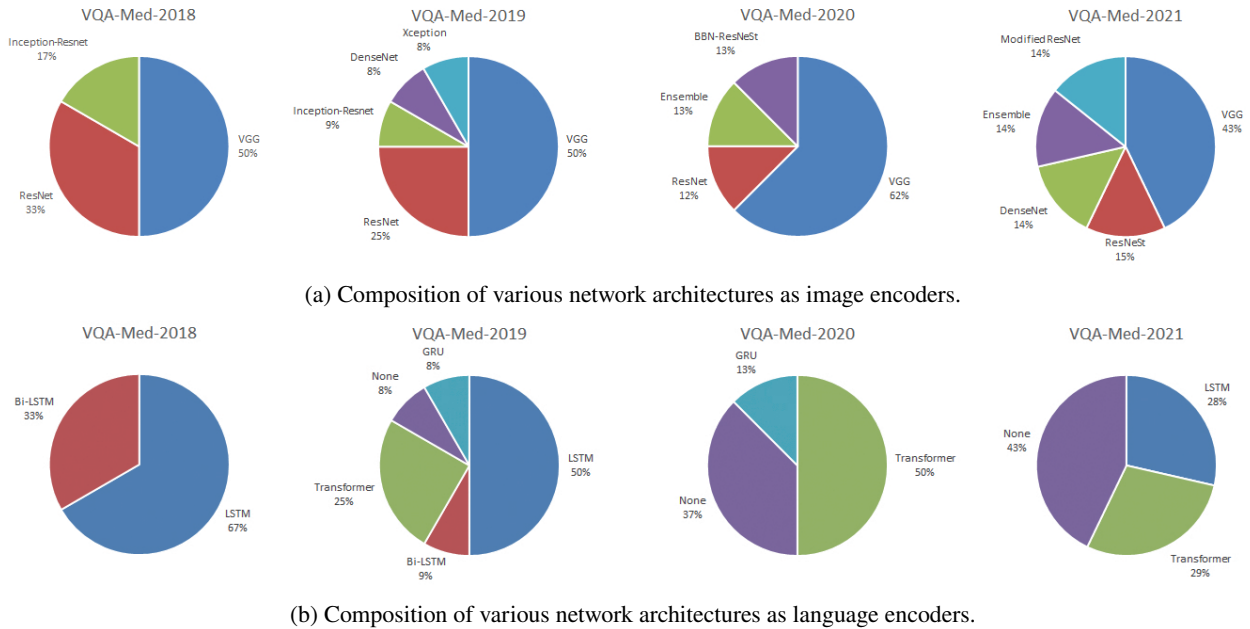 VQA-Med-2018
Inception-Resnet
17%
VGG
50%
ResNet
33%
VQA-Med-2019
Xception
8%
DenseNet
8%
Inception-Resnet
9%
VGG
50%
ResNet
25%
VQA-Med-2020
BBN-ResNeSt
13%
Ensemble
13%
ResNet
12%
VGG
62%
VQA-Med-2021
ModifiedResNet
14%
VGG
43%
Ensemble
14%
DenseNet
14%
ResNeSt
15%
(a) Composition of various network architectures as image encoders.
VQA-Med-2018
Bi-LSTM
33%
LSTM
67%
VQA-Med-2019
GRU
8%
None
8%
LSTM
50%
Transformer
25%
Bi-LSTM
9%
VQA-Med-2020
GRU
13%
Transformer
50%
None
37%
VQA-Med-2021
LSTM
28%
None
43%
Transformer
29%
(b) Composition of various network architectures as language encoders.